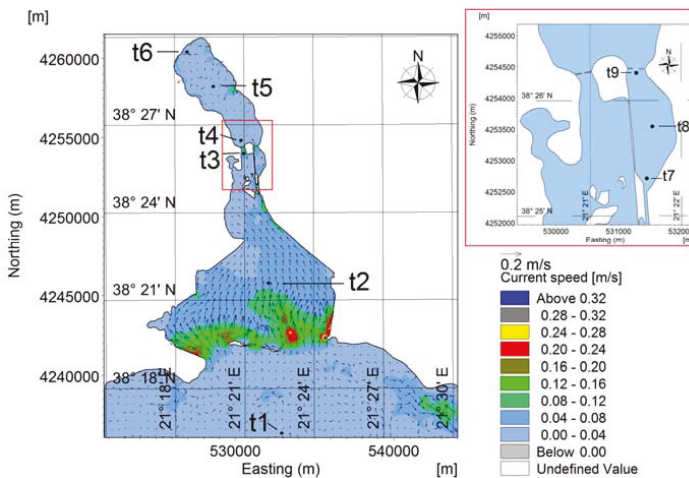 [m]
4260000
4255000
4250000
4245000
4240000
Northing (m)
t6
t5
38° 27' N
t4
t3
38° 24' N
t2
38° 21' N
38° 18' N
21° 18' E
21° 21' E
21° 24' E
21° 27' E
21° 30' E
t1
N
530000
540000
Easting (m)
[m]
[m]
4255000
4254000
4253000
4252000
Northing (m)
38° 26' N
38° 25' N
t9
t8
t7
N
21° 21' E
21° 22' E
530000
531000
53200
Easting (m)
[m]
0.2 m/s
Current speed [m/s]
Above 0.32
0.28 - 0.32
0.24 - 0.28
0.20 - 0.24
0.16 - 0.20
0.12 - 0.16
0.08 - 0.12
0.04 - 0.08
0.00 - 0.04
Below 0.00
Undefined Value